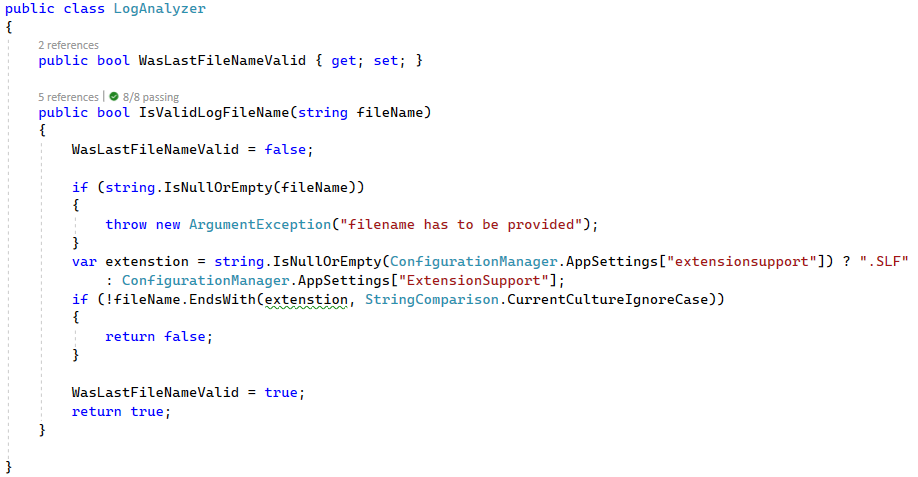 public class LogAnalyzer
{
2 references
public bool WasLastFileNameValid { get; set; }
5 references | 8/8 passing
public bool IsValidLogFileName(string fileName)
{
WasLastFileNameValid = false;
if (string.IsNullOrEmpty(fileName))
{
throw new ArgumentException("filename has to be provided");
}
var extenstion = string.IsNullOrEmpty(ConfigurationManager.AppSettings["extensionsupport"]) ? ".SLF"
: ConfigurationManager.AppSettings["ExtensionSupport"];
if (!fileName.EndsWith(extenstion, StringComparison.CurrentCultureIgnoreCase))
{
return false;
}
WasLastFileNameValid = true;
return true;
}
}